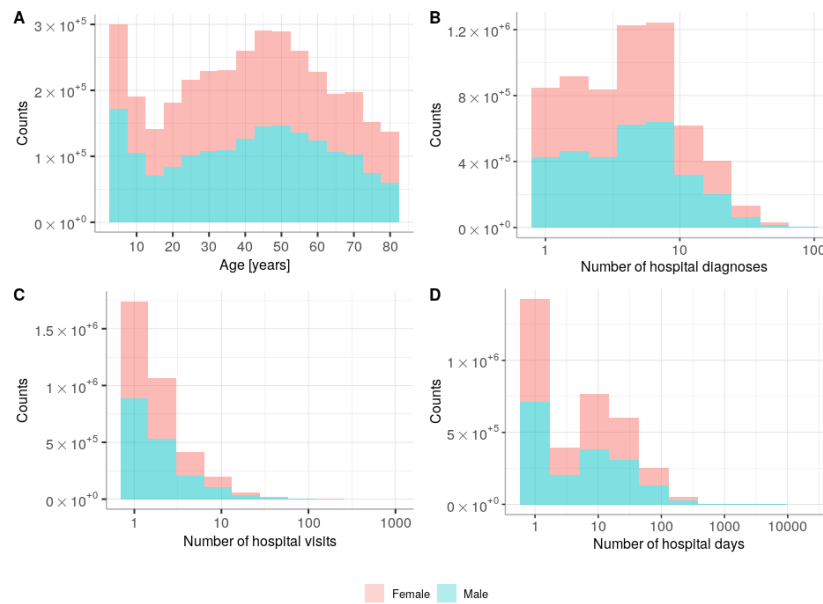 A
Counts
3 × 10^+5
2 × 10^+5
1 × 10^+5
0 × 10^+0
10 20 30 40 50 60 70 80
Age [years]
B
Counts
1.2 × 10^+6
8 × 10^+5
4 × 10^+5
0 × 10^+0
1 10 100
Number of hospital diagnoses
C
Counts
1.5 × 10^+6
1 × 10^+6
5 × 10^+5
0 × 10^+0
1 10 100 1000
Number of hospital visits
D
Counts
1 × 10^+6
5 × 10^+5
0 × 10^+0
1 10 100 1000 10000
Number of hospital days
Female Male